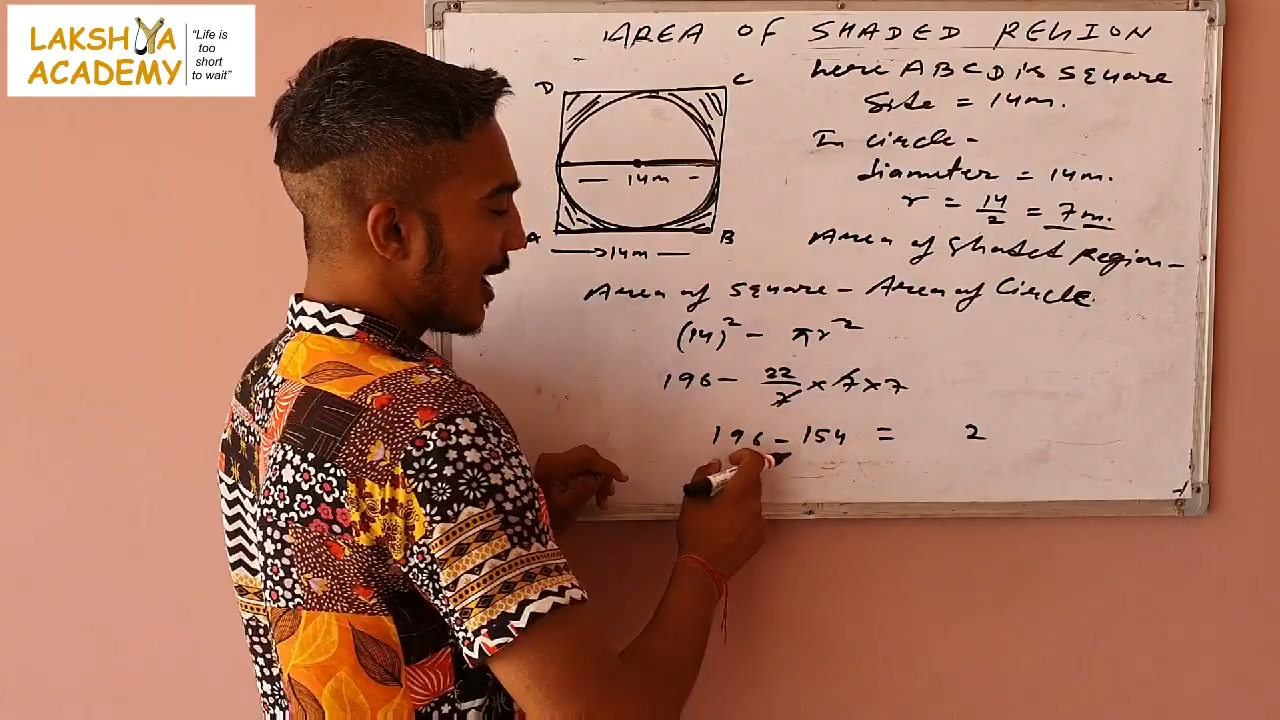 LAKSHYA
ACADEMY
“Life is
too
short
to wait”
AREA OF SHADED REGION
D C
14m
A B
14m
here ABCD is square
Side = 14m.
In circle-
diameter = 14m.
r = 14/2 = 7m.
Area of shaded Region-
Area of square - Area of Circle.
(14)² - πr²
196 - 22/7 × 7 × 7
196 - 154 = 2